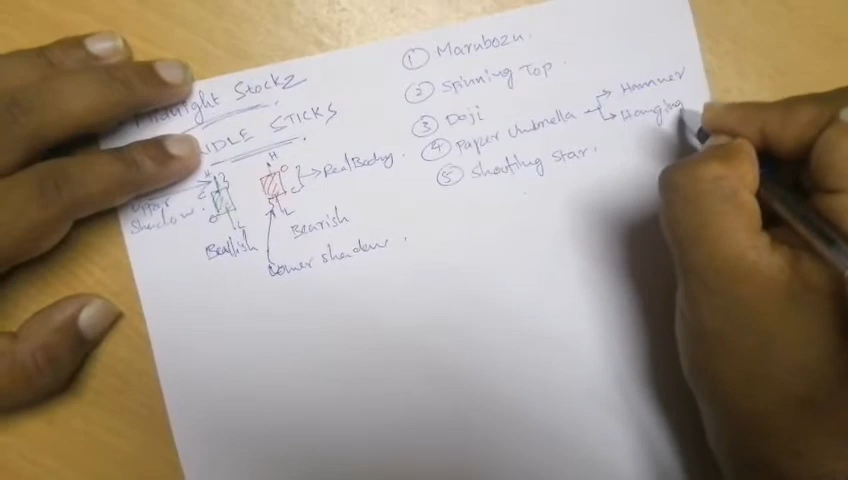 Midnight Stockz
NDLE STICKS
① Marubozu.
② Spinning Top.
③ Doji
④ Paper Umbrella → Hammer
→ Hanging
⑤ Shooting Star.
H
C
O
L
H
O
C
L
→ Real Body.
Upper
Shadow.
Bullish
Bearish
Lower shadow.